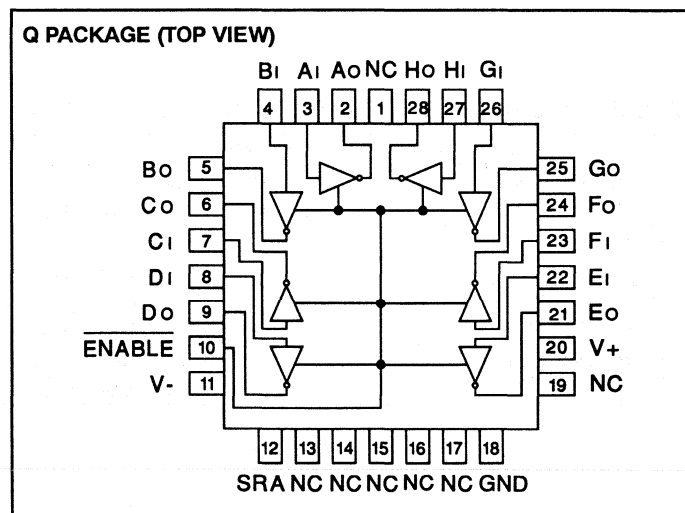 Q PACKAGE (TOP VIEW)
BI AI AO NC HO HI GI
4 3 2 1 28 27 26
BO 5 25 GO
CO 6 24 FO
CI 7 23 FI
DI 8 22 EI
DO 9 21 EO
ENABLE 10 20 V+
V- 11 19 NC
12 13 14 15 16 17 18
SRA NC NC NC NC NC GND